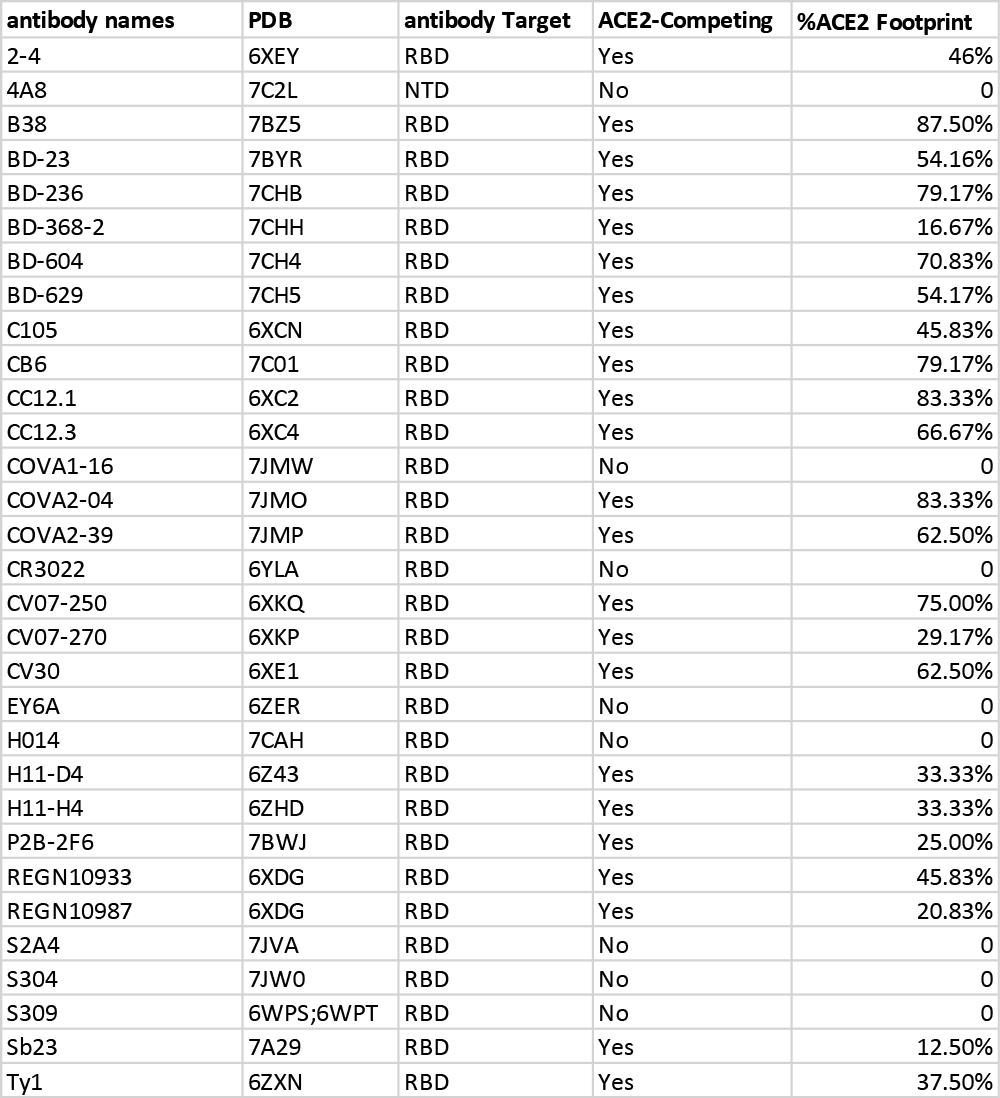 antibody names PDB antibody Target ACE2-Competing %ACE2 Footprint
2-4 6XEY RBD Yes 46%
4A8 7C2L NTD No 0
B38 7BZ5 RBD Yes 87.50%
BD-23 7BYR RBD Yes 54.16%
BD-236 7CHB RBD Yes 79.17%
BD-368-2 7CHH RBD Yes 16.67%
BD-604 7CH4 RBD Yes 70.83%
BD-629 7CH5 RBD Yes 54.17%
C105 6XCN RBD Yes 45.83%
CB6 7C01 RBD Yes 79.17%
CC12.1 6XC2 RBD Yes 83.33%
CC12.3 6XC4 RBD Yes 66.67%
COVA1-16 7JMW RBD No 0
COVA2-04 7JMO RBD Yes 83.33%
COVA2-39 7JMP RBD Yes 62.50%
CR3022 6YLA RBD No 0
CV07-250 6XKQ RBD Yes 75.00%
CV07-270 6XKP RBD Yes 29.17%
CV30 6XE1 RBD Yes 62.50%
EY6A 6ZER RBD No 0
H014 7CAH RBD No 0
H11-D4 6Z43 RBD Yes 33.33%
H11-H4 6ZHD RBD Yes 33.33%
P2B-2F6 7BWJ RBD Yes 25.00%
REGN10933 6XDG RBD Yes 45.83%
REGN10987 6XDG RBD Yes 20.83%
S2A4 7JVA RBD No 0
S304 7JW0 RBD No 0
S309 6WPS;6WPT RBD No 0
Sb23 7A29 RBD Yes 12.50%
Ty1 6ZXN RBD Yes 37.50%